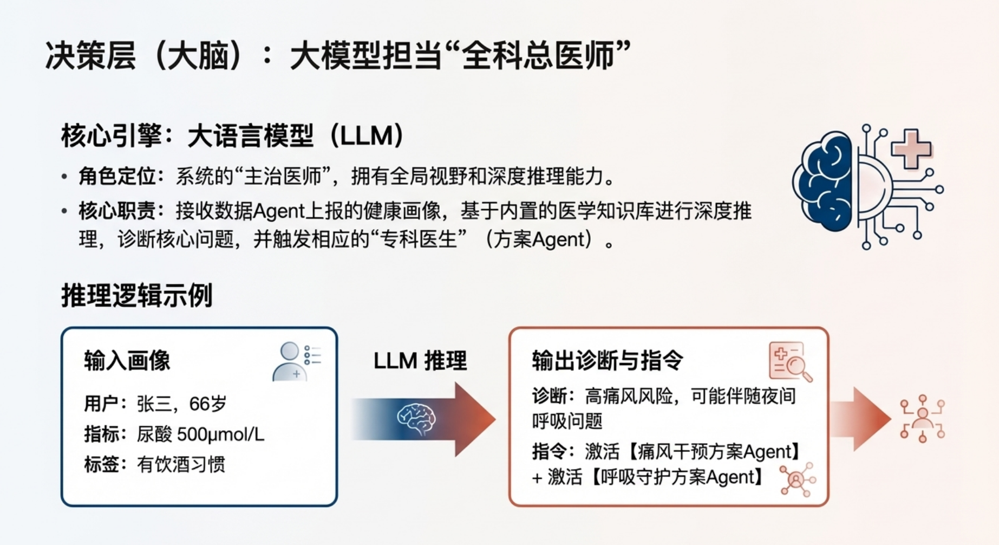 决策层（大脑）：大模型担当“全科总医师”
核心引擎：大语言模型（LLM）
• 角色定位：系统的“主治医师”，拥有全局视野和深度推理能力。
• 核心职责：接收数据Agent上报的健康画像，基于内置的医学知识库进行深度推
理，诊断核心问题，并触发相应的“专科医生”（方案Agent）。
推理逻辑示例
输入画像
用户：张三，66岁
指标：尿酸 500μmol/L
标签：有饮酒习惯
LLM 推理
输出诊断与指令
诊断：高痛风风险，可能伴随夜间
呼吸问题
指令：激活【痛风干预方案Agent】
+ 激活【呼吸守护方案Agent】